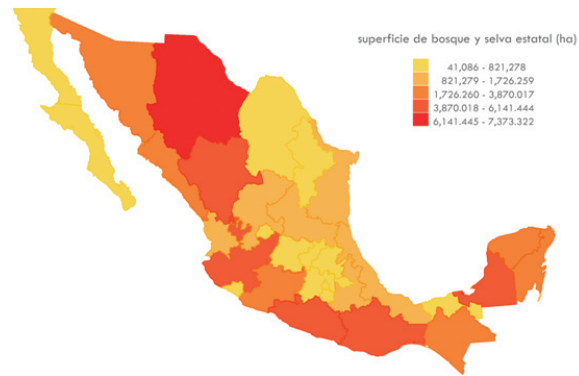 superficie de bosque y selva estatal (ha)
41,086 - 821,278
821,279 - 1,726.259
1,726.260 - 3,870.017
3,870.018 - 6,141.444
6,141.445 - 7,373.322